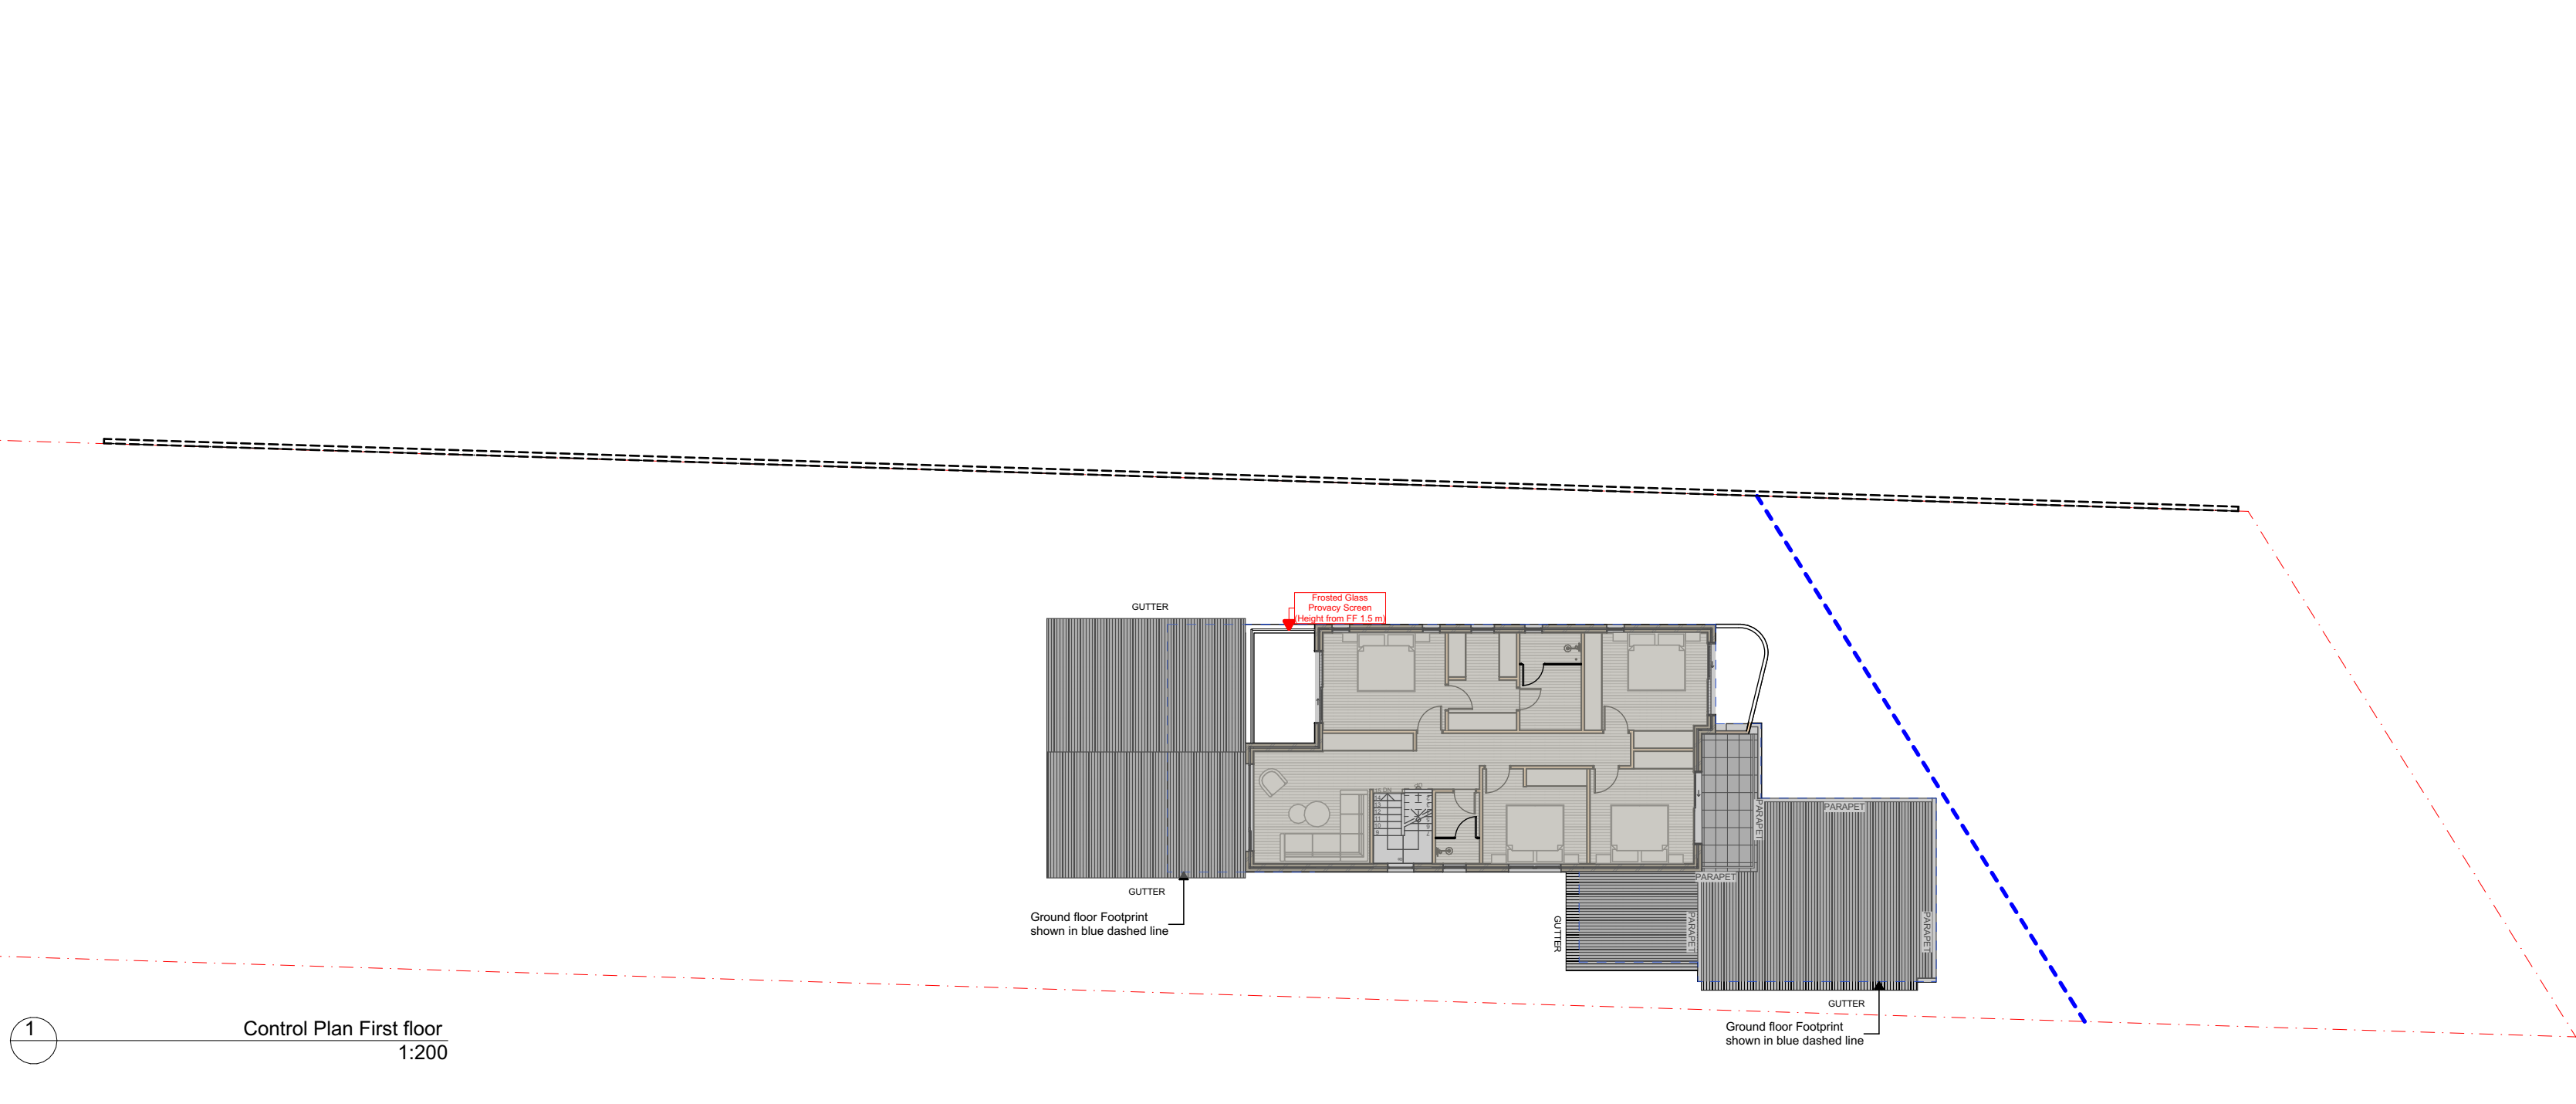 GUTTER
Frosted Glass
Provacy Screen
(Height from FF 1.5 m)
PARAPET
PARAPET
PARAPET
GUTTER
GUTTER
PARAPET
PARAPET
Ground floor Footprint
shown in blue dashed line
GUTTER
Ground floor Footprint
shown in blue dashed line
1
Control Plan First floor
1:200